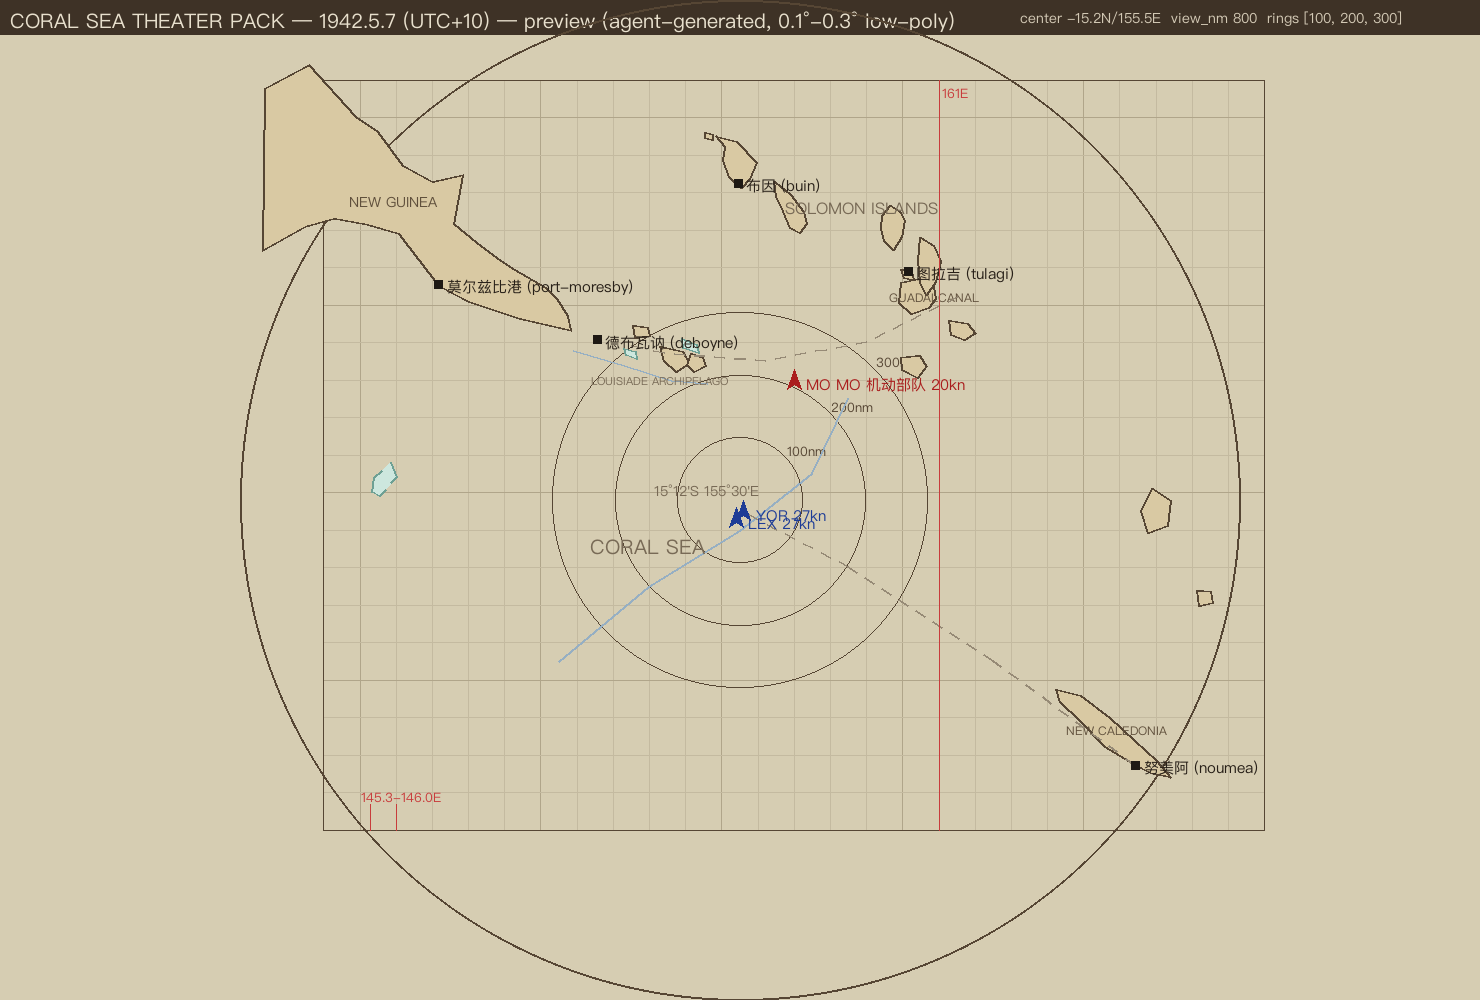 CORAL SEA THEATER PACK — 1942.5.7 (UTC+10) — preview (agent-generated, 0.1°–0.3° low-poly)
center -15.2N/155.5E  view_nm 800  rings [100, 200, 300]
161E
布因 (buin)
NEW GUINEA
SOLOMON ISLANDS
图拉吉 (tulagi)
莫尔兹比港 (port-moresby)
GUADALCANAL
德布瓦讷 (deboyne)
300
LOUISIADE ARCHIPELAGO
MO MO 机动部队 20kn
200nm
100nm
15°12'S 155°30'E
YOR 27kn
LEX 27kn
CORAL SEA
NEW CALEDONIA
努美阿 (noumea)
145.3–146.0E